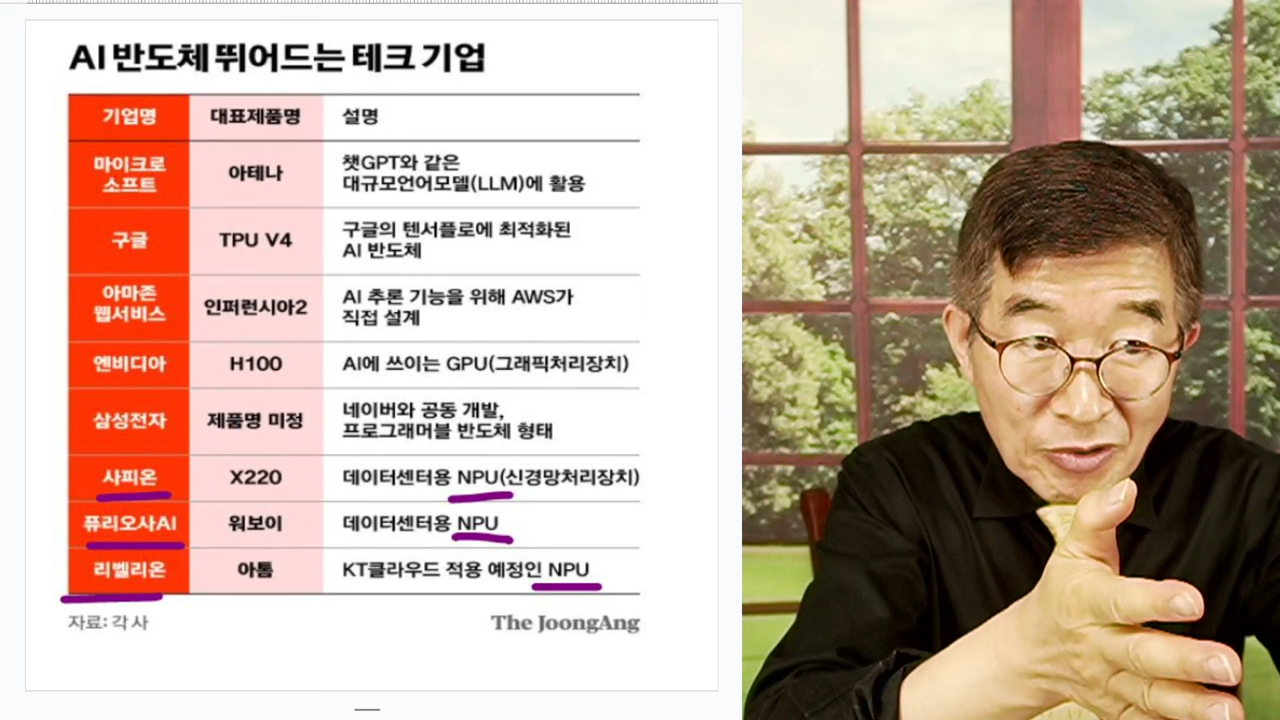 AI 반도체 뛰어드는 테크 기업
기업명 대표제품명 설명
마이크로
소프트
아테나
챗GPT와 같은
대규모언어모델(LLM)에 활용
구글
TPU V4
구글의 텐서플로에 최적화된
AI 반도체
아마존
웹서비스
인퍼런시아2
AI 추론 기능을 위해 AWS가
직접 설계
엔비디아 H100 AI에 쓰이는 GPU(그래픽처리장치)
삼성전자
제품명 미정
네이버와 공동 개발,
프로그래머블 반도체 형태
사피온 X220 데이터센터용 NPU(신경망처리장치)
퓨리오사AI 워보이 데이터센터용 NPU
리벨리온 아톰 KT클라우드 적용 예정인 NPU
자료: 각 사 The JoongAng